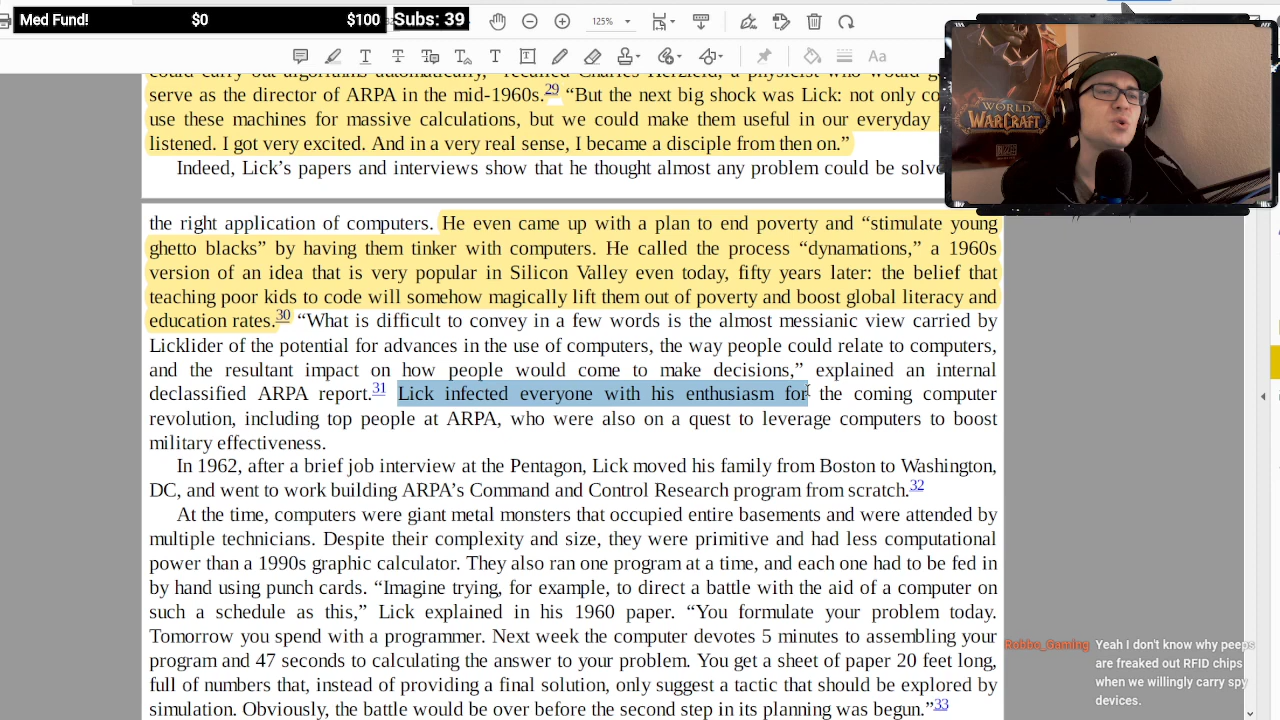 Med Fund! $0 $100 Subs: 39
125%
Aa
serve as the director of ARPA in the mid-1960s.29 “But the next big shock was Lick: not only co
use these machines for massive calculations, but we could make them useful in our everyday
listened. I got very excited. And in a very real sense, I became a disciple from then on.”
Indeed, Lick’s papers and interviews show that he thought almost any problem could be solve
the right application of computers. He even came up with a plan to end poverty and “stimulate young
ghetto blacks” by having them tinker with computers. He called the process “dynamations,” a 1960s
version of an idea that is very popular in Silicon Valley even today, fifty years later: the belief that
teaching poor kids to code will somehow magically lift them out of poverty and boost global literacy and
education rates.30 “What is difficult to convey in a few words is the almost messianic view carried by
Licklider of the potential for advances in the use of computers, the way people could relate to computers,
and the resultant impact on how people would come to make decisions,” explained an internal
declassified ARPA report.31 Lick infected everyone with his enthusiasm for the coming computer
revolution, including top people at ARPA, who were also on a quest to leverage computers to boost
military effectiveness.
In 1962, after a brief job interview at the Pentagon, Lick moved his family from Boston to Washington,
DC, and went to work building ARPA’s Command and Control Research program from scratch.32
At the time, computers were giant metal monsters that occupied entire basements and were attended by
multiple technicians. Despite their complexity and size, they were primitive and had less computational
power than a 1990s graphic calculator. They also ran one program at a time, and each one had to be fed in
by hand using punch cards. “Imagine trying, for example, to direct a battle with the aid of a computer on
such a schedule as this,” Lick explained in his 1960 paper. “You formulate your problem today.
Tomorrow you spend with a programmer. Next week the computer devotes 5 minutes to assembling your
program and 47 seconds to calculating the answer to your problem. You get a sheet of paper 20 feet long,
full of numbers that, instead of providing a final solution, only suggest a tactic that should be explored by
simulation. Obviously, the battle would be over before the second step in its planning was begun.”33
WORLD
WARCRAFT
Robbo_Gaming Yeah I don't know why peeps
are freaked out RFID chips
when we willingly carry spy
devices.